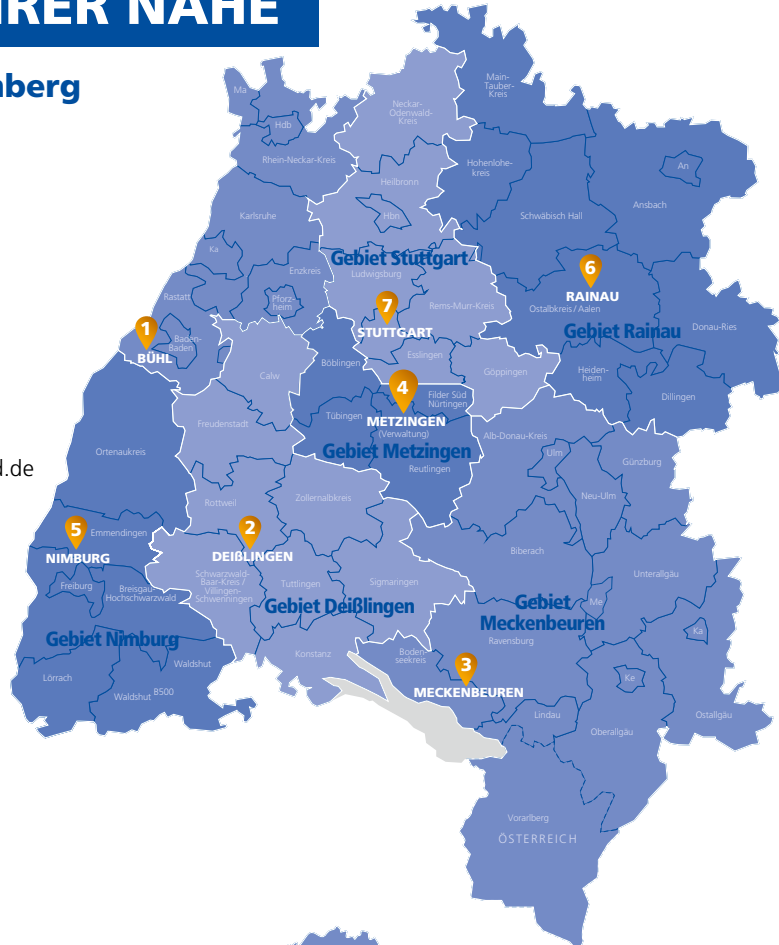 IHRER NÄHE
d.de
Ma
Hdb
Rhein-Neckar-Kreis
Neckar-
Odenwald-
Kreis
Main-
Tauber-
Kreis
Heilbronn
Hbn
Hohenlohe-
kreis
An
Ansbach
Schwäbisch Hall
Karlsruhe
Ka
Enzkreis
Rastatt
Pforz-
heim
Gebiet Stuttgart
Ludwigsburg
Rems-Murr-Kreis
7
STUTTGART
Esslingen
6
RAINAU
Ostalbkreis / Aalen
Gebiet Rainau
Donau-Ries
Heiden-
heim
Dillingen
1
BÜHL
Baden-
Baden
Calw
Böblingen
Göppingen
4
METZINGEN
(Verwaltung)
Filder Süd
Nürtingen
Tübingen
Gebiet Metzingen
Reutlingen
Freudenstadt
Ortenaukreis
Alb-Donau-Kreis
Ulm
Neu-Ulm
Günzburg
Rottweil
Zollernalbkreis
5
NIMBURG
Emmendingen
2
DEIẞLINGEN
Freiburg
Breisgau-
Hochschwarzwald
Schwarzwald-
Baar-Kreis /
Villingen-
Schwenningen
Tuttlingen
Sigmaringen
Biberach
Unterallgäu
Me
Gebiet Deißlingen
Gebiet
Meckenbeuren
Ravensburg
Ka
Gebiet Nimburg
Lörrach
Waldshut
Waldshut B500
Konstanz
Boden-
seekreis
3
MECKENBEUREN
Ke
Lindau
Oberallgäu
Ostallgäu
Vorarlberg
ÖSTERREICH